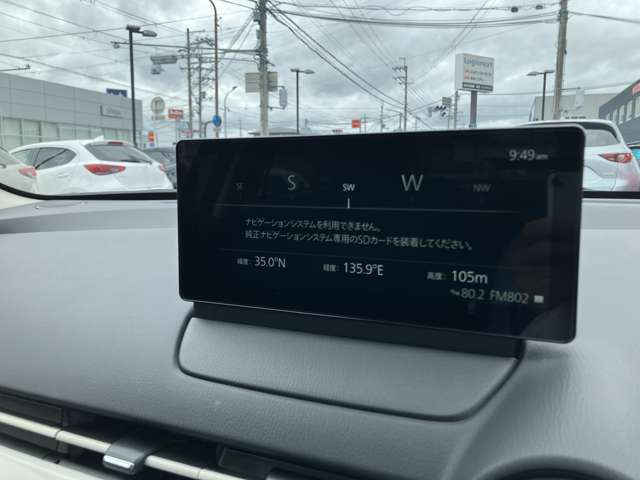 9:49am
SE S SW W NW
ナビゲーションシステムを利用できません。
純正ナビゲーションシステム専用のSDカードを装着してください。
緯度: 35.0°N 経度: 135.9°E 高度: 105m
80.2 FM802